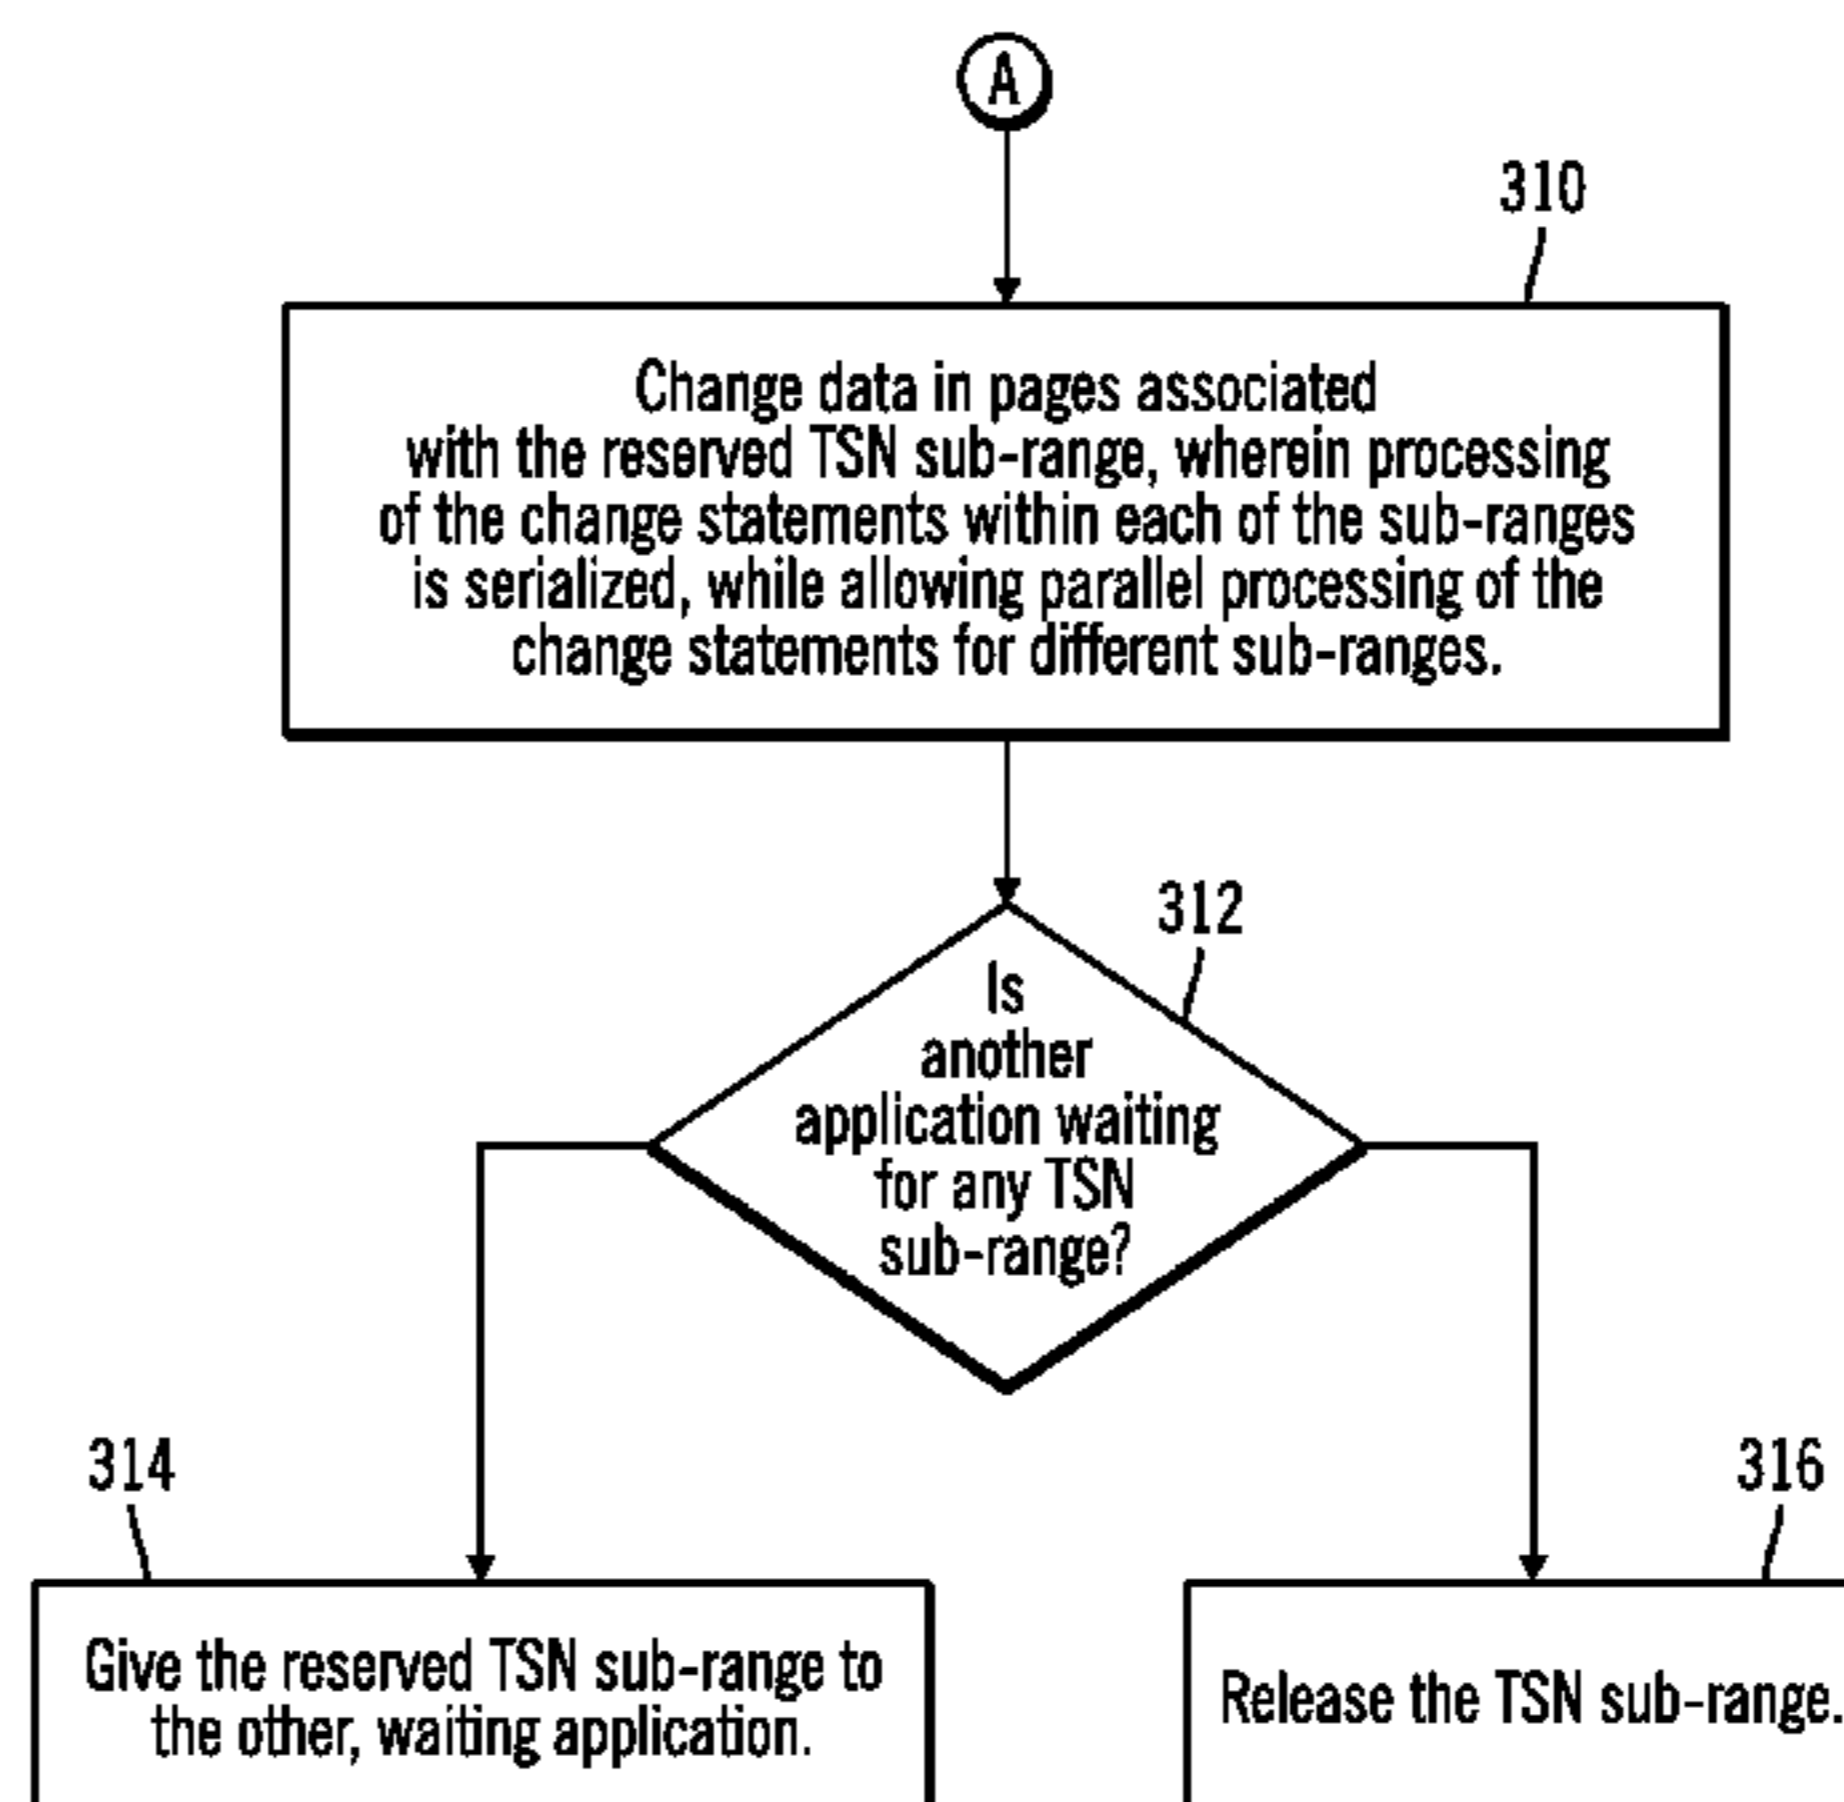 A
310
Change data in pages associated
with the reserved TSN sub-range, wherein processing
of the change statements within each of the sub-ranges
is serialized, while allowing parallel processing of the
change statements for different sub-ranges.
312
Is
another
application waiting
for any TSN
sub-range?
314
316
Give the reserved TSN sub-range to
the other, waiting application.
Release the TSN sub-range.